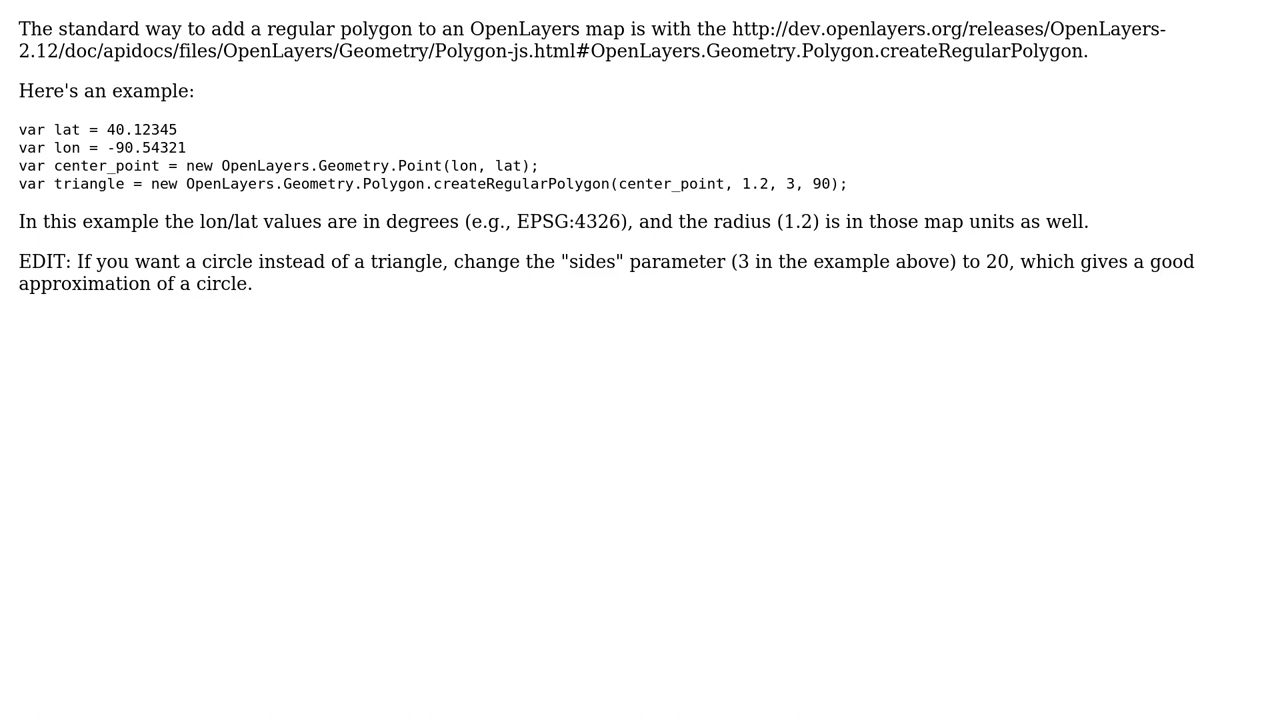 The standard way to add a regular polygon to an OpenLayers map is with the http://dev.openlayers.org/releases/OpenLayers-
2.12/doc/apidocs/files/OpenLayers/Geometry/Polygon-js.html#OpenLayers.Geometry.Polygon.createRegularPolygon.
Here's an example:
var lat = 40.12345
var lon = -90.54321
var center_point = new OpenLayers.Geometry.Point(lon, lat);
var triangle = new OpenLayers.Geometry.Polygon.createRegularPolygon(center_point, 1.2, 3, 90);
In this example the lon/lat values are in degrees (e.g., EPSG:4326), and the radius (1.2) is in those map units as well.
EDIT: If you want a circle instead of a triangle, change the "sides" parameter (3 in the example above) to 20, which gives a good
approximation of a circle.